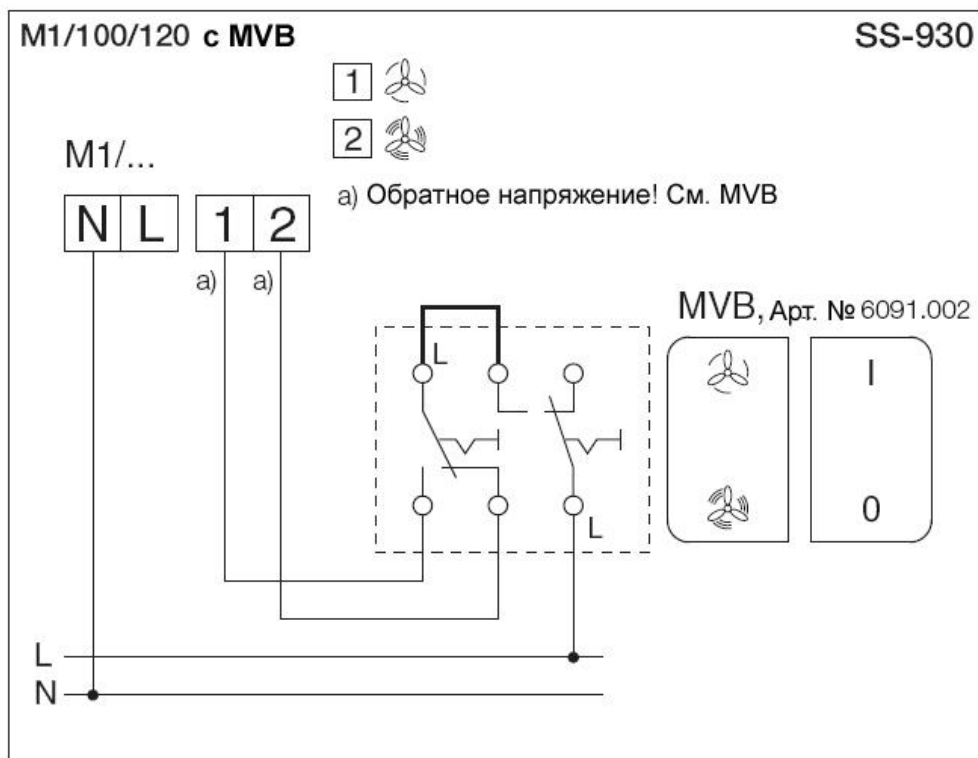 M1/100/120 с MVB
SS-930
1
2
M1/...
а) Обратное напряжение! См. MVB
N L 1 2
a) a)
MVB, Арт. № 6091.002
L
I
0
L
L
N